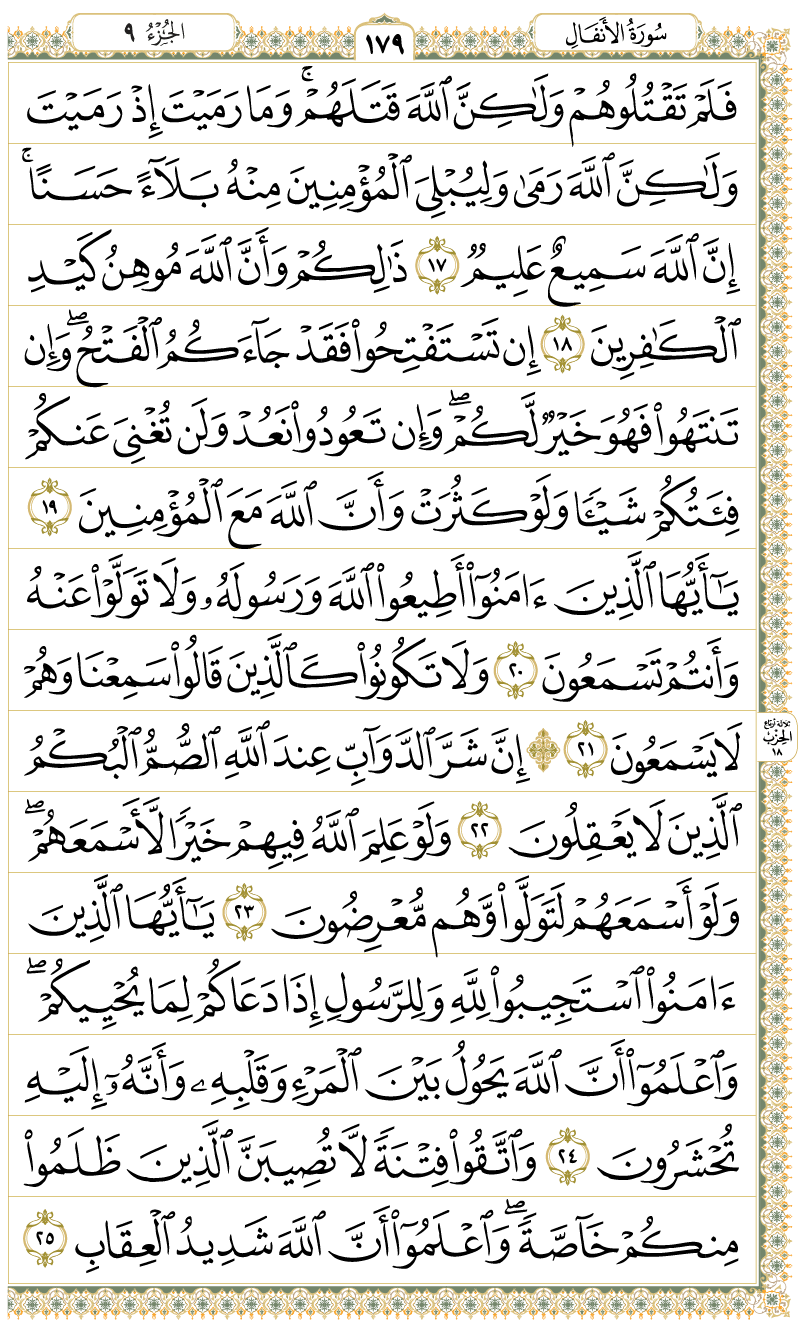 سُورَةُ الأَنفَالِ
١٧٩
الجُزْءُ ٩
فَلَمْ تَقْتُلُوهُمْ وَلَٰكِنَّ ٱللَّهَ قَتَلَهُمْۚ وَمَا رَمَيْتَ إِذْ رَمَيْتَ
وَلَٰكِنَّ ٱللَّهَ رَمَىٰ وَلِيُبْلِىَ ٱلْمُؤْمِنِينَ مِنْهُ بَلَآءً حَسَنًاۚ
إِنَّ ٱللَّهَ سَمِيعٌ عَلِيمٌ ١٧ ذَٰلِكُمْ وَأَنَّ ٱللَّهَ مُوهِنُ كَيْدِ
ٱلْكَٰفِرِينَ ١٨ إِن تَسْتَفْتِحُوا۟ فَقَدْ جَآءَكُمُ ٱلْفَتْحُۖ وَإِن
تَنتَهُوا۟ فَهُوَ خَيْرٌ لَّكُمْۖ وَإِن تَعُودُوا۟ نَعُدْ وَلَن تُغْنِىَ عَنكُمْ
فِئَتُكُمْ شَيْـًٔا وَلَوْ كَثُرَتْ وَأَنَّ ٱللَّهَ مَعَ ٱلْمُؤْمِنِينَ ١٩
يَٰٓأَيُّهَا ٱلَّذِينَ ءَامَنُوٓا۟ أَطِيعُوا۟ ٱللَّهَ وَرَسُولَهُۥ وَلَا تَوَلَّوْا۟ عَنْهُ
وَأَنتُمْ تَسْمَعُونَ ٢٠ وَلَا تَكُونُوا۟ كَٱلَّذِينَ قَالُوا۟ سَمِعْنَا وَهُمْ
لَا يَسْمَعُونَ ٢١ ۞ إِنَّ شَرَّ ٱلدَّوَآبِّ عِندَ ٱللَّهِ ٱلصُّمُّ ٱلْبُكْمُ
ثلاثة أرباع
الحِزْب
١٨
ٱلَّذِينَ لَا يَعْقِلُونَ ٢٢ وَلَوْ عَلِمَ ٱللَّهُ فِيهِمْ خَيْرًا لَّأَسْمَعَهُمْۖ
وَلَوْ أَسْمَعَهُمْ لَتَوَلَّوا۟ وَّهُم مُّعْرِضُونَ ٢٣ يَٰٓأَيُّهَا ٱلَّذِينَ
ءَامَنُوا۟ ٱسْتَجِيبُوا۟ لِلَّهِ وَلِلرَّسُولِ إِذَا دَعَاكُمْ لِمَا يُحْيِيكُمْۖ
وَٱعْلَمُوٓا۟ أَنَّ ٱللَّهَ يَحُولُ بَيْنَ ٱلْمَرْءِ وَقَلْبِهِۦ وَأَنَّهُۥٓ إِلَيْهِ
تُحْشَرُونَ ٢٤ وَٱتَّقُوا۟ فِتْنَةً لَّا تُصِيبَنَّ ٱلَّذِينَ ظَلَمُوا۟
مِنكُمْ خَآصَّةًۖ وَٱعْلَمُوٓا۟ أَنَّ ٱللَّهَ شَدِيدُ ٱلْعِقَابِ ٢٥